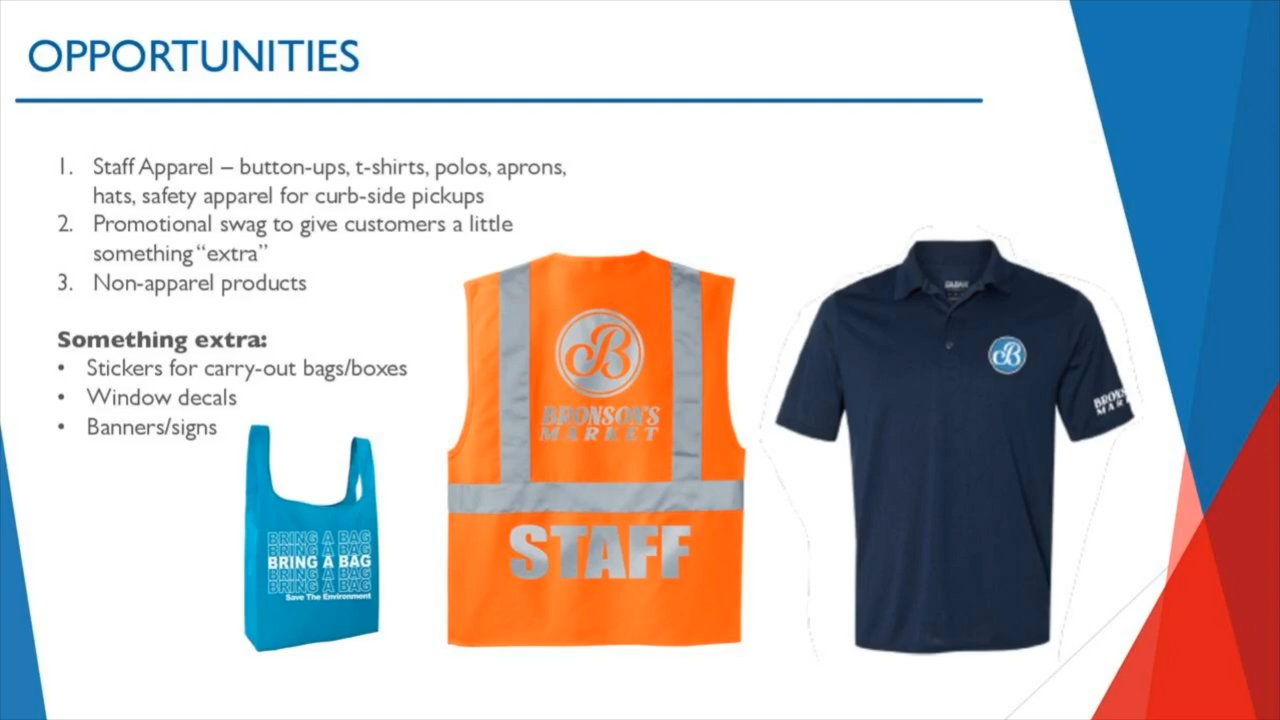 OPPORTUNITIES
1. Staff Apparel – button-ups, t-shirts, polos, aprons,
hats, safety apparel for curb-side pickups
2. Promotional swag to give customers a little
something “extra”
3. Non-apparel products
Something extra:
• Stickers for carry-out bags/boxes
• Window decals
• Banners/signs
BRING A BAG
BRING A BAG
BRING A BAG
BRING A BAG
BRING A BAG
Save The Environment
B
BRONSON'S
MARKET
STAFF
GILDAN
B